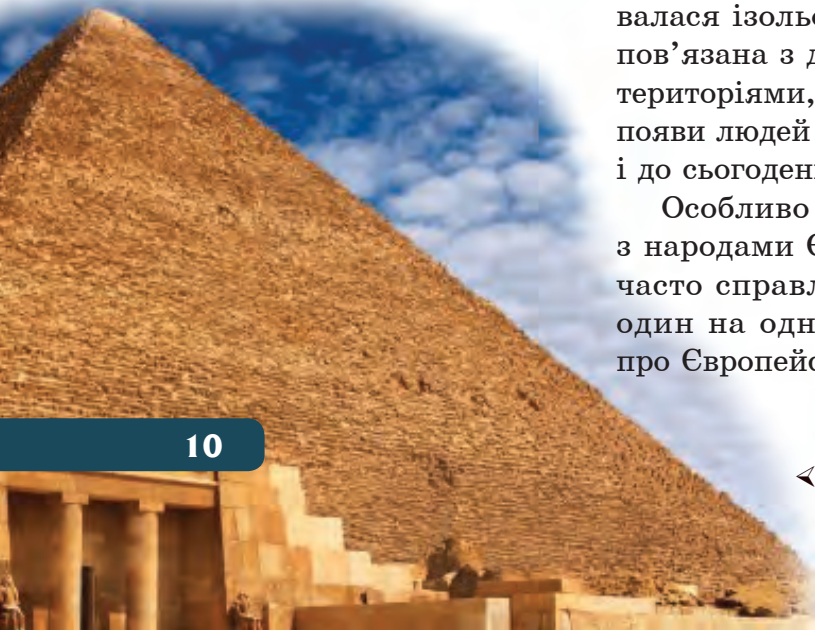 валася ізольо
пов’язана з д
територіями,
появи людей
і до сьогоден
Особливо
з народами Є
часто справл
один на одн
про Європейс
10